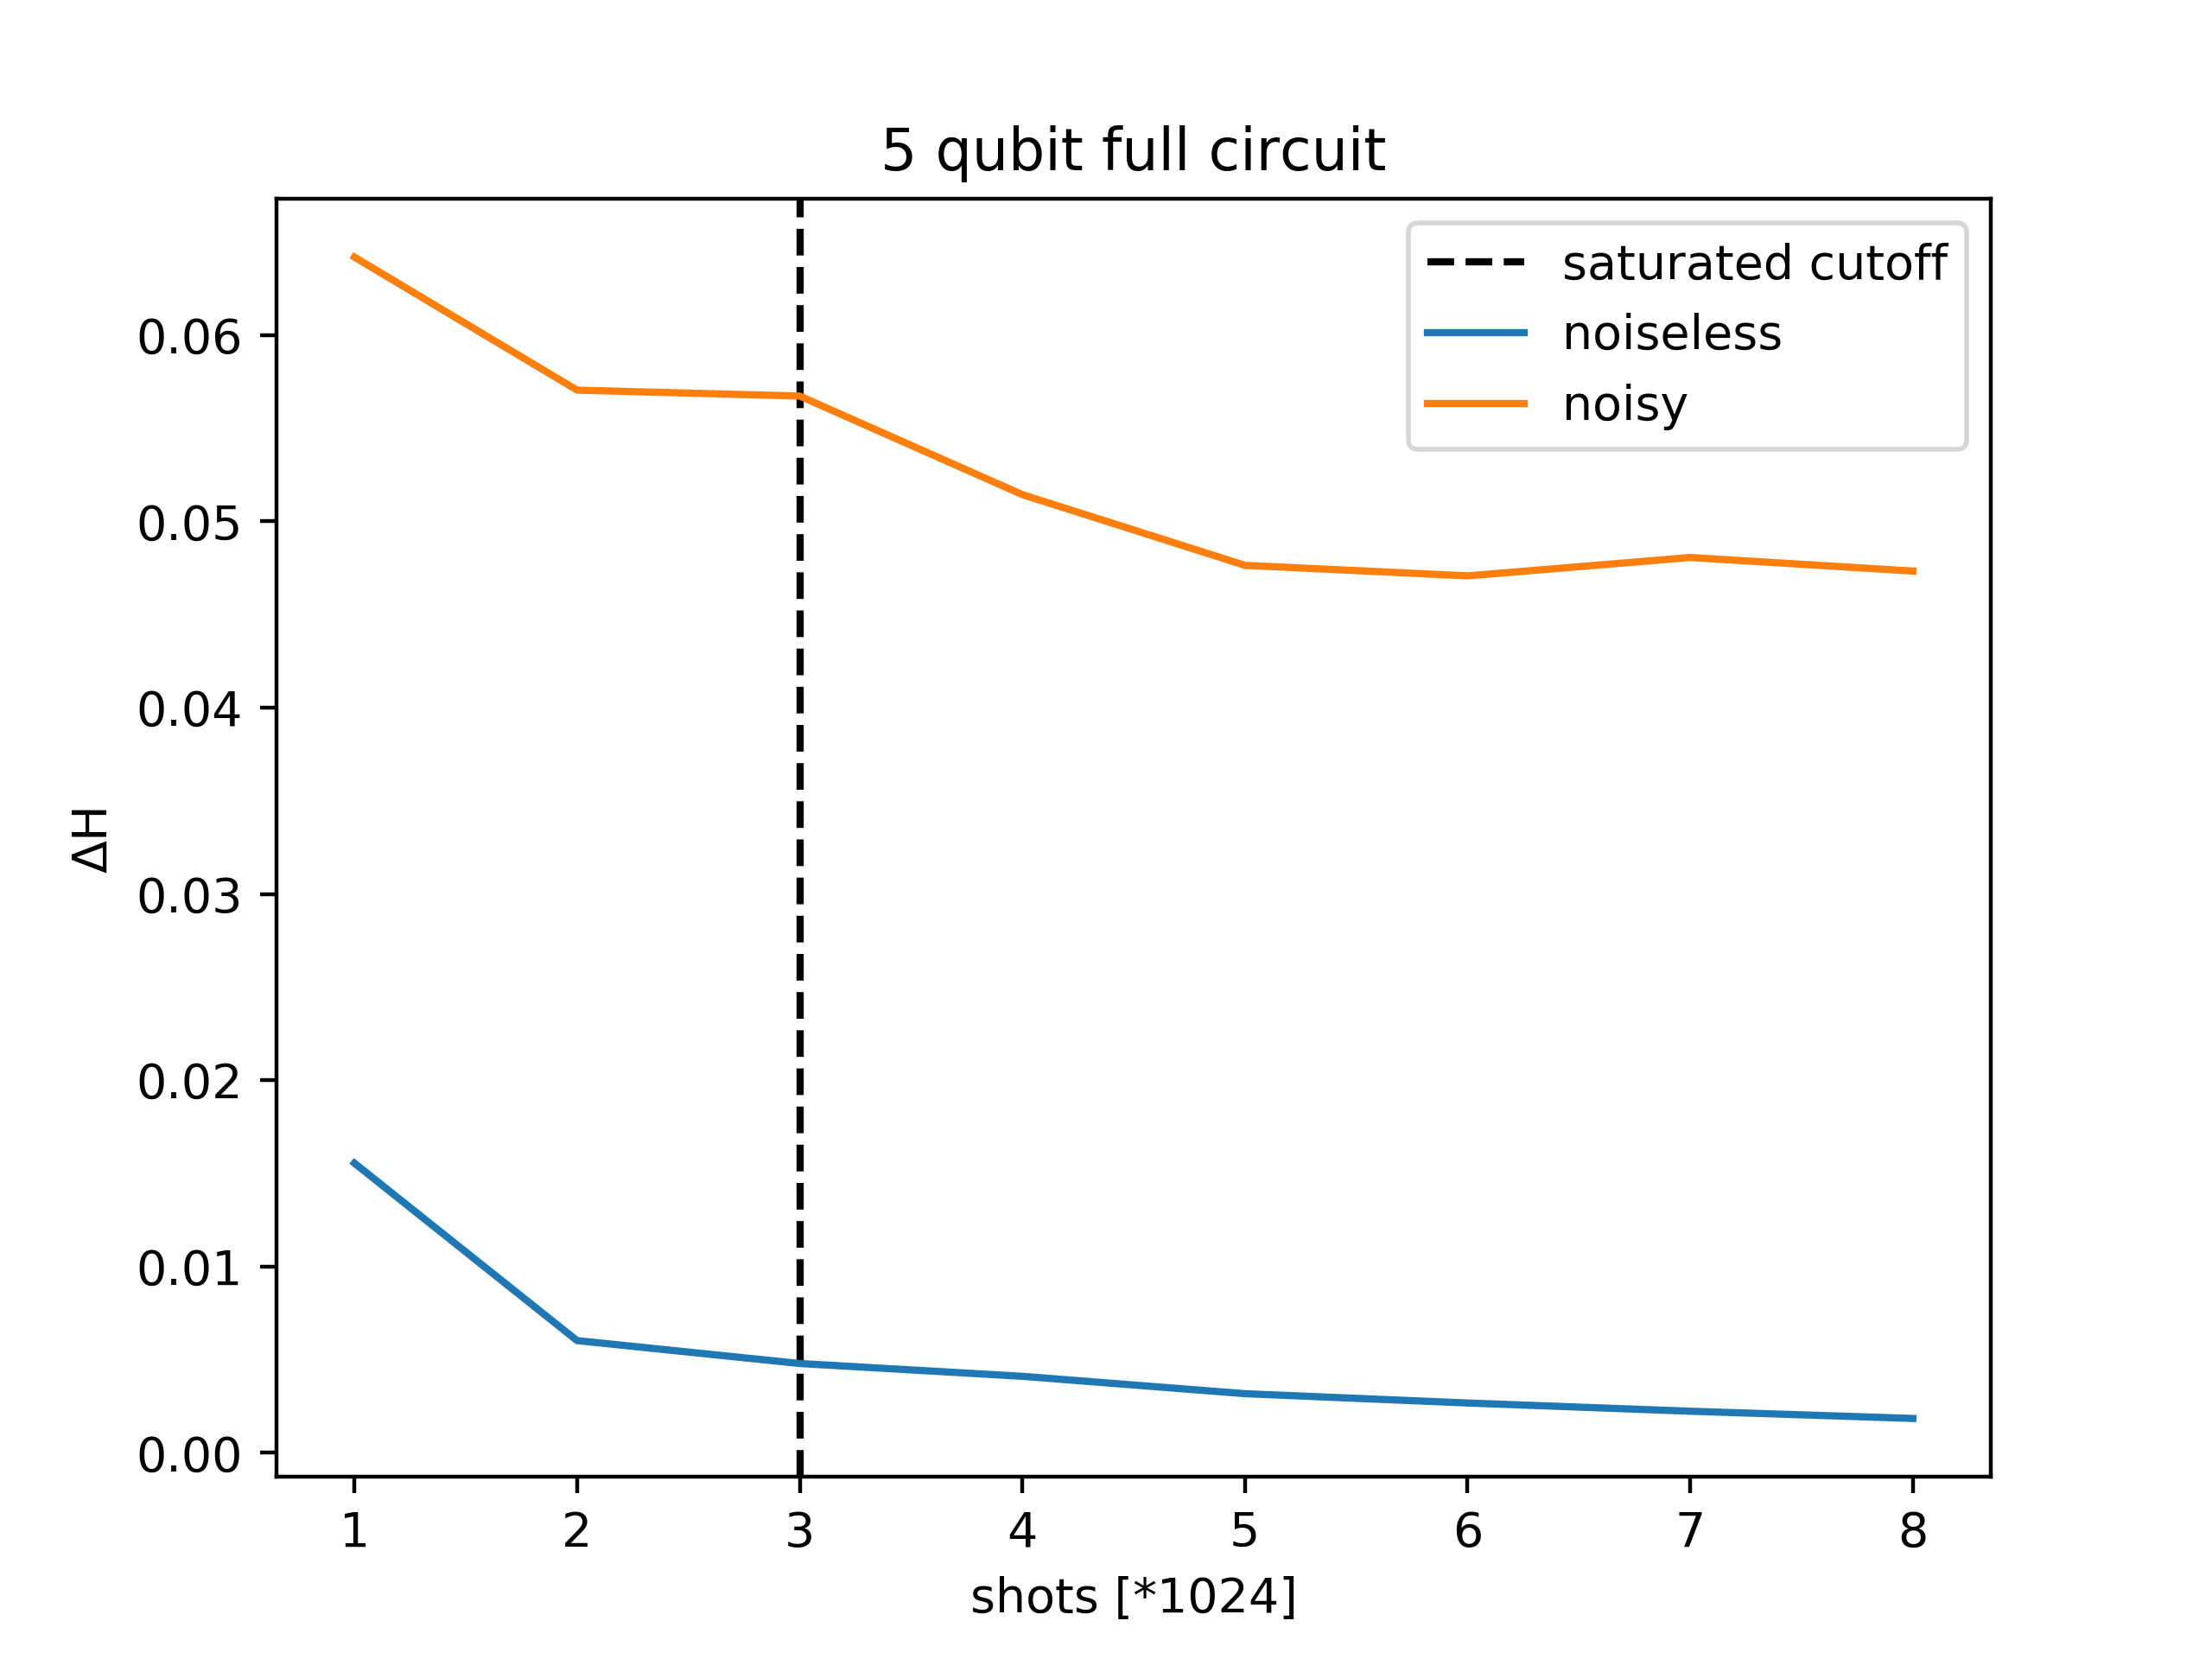 5 qubit full circuit
saturated cutoff
noiseless
noisy
0.06
0.05
0.04
0.03
0.02
0.01
0.00
ΔH
1 2 3 4 5 6 7 8
shots [*1024]